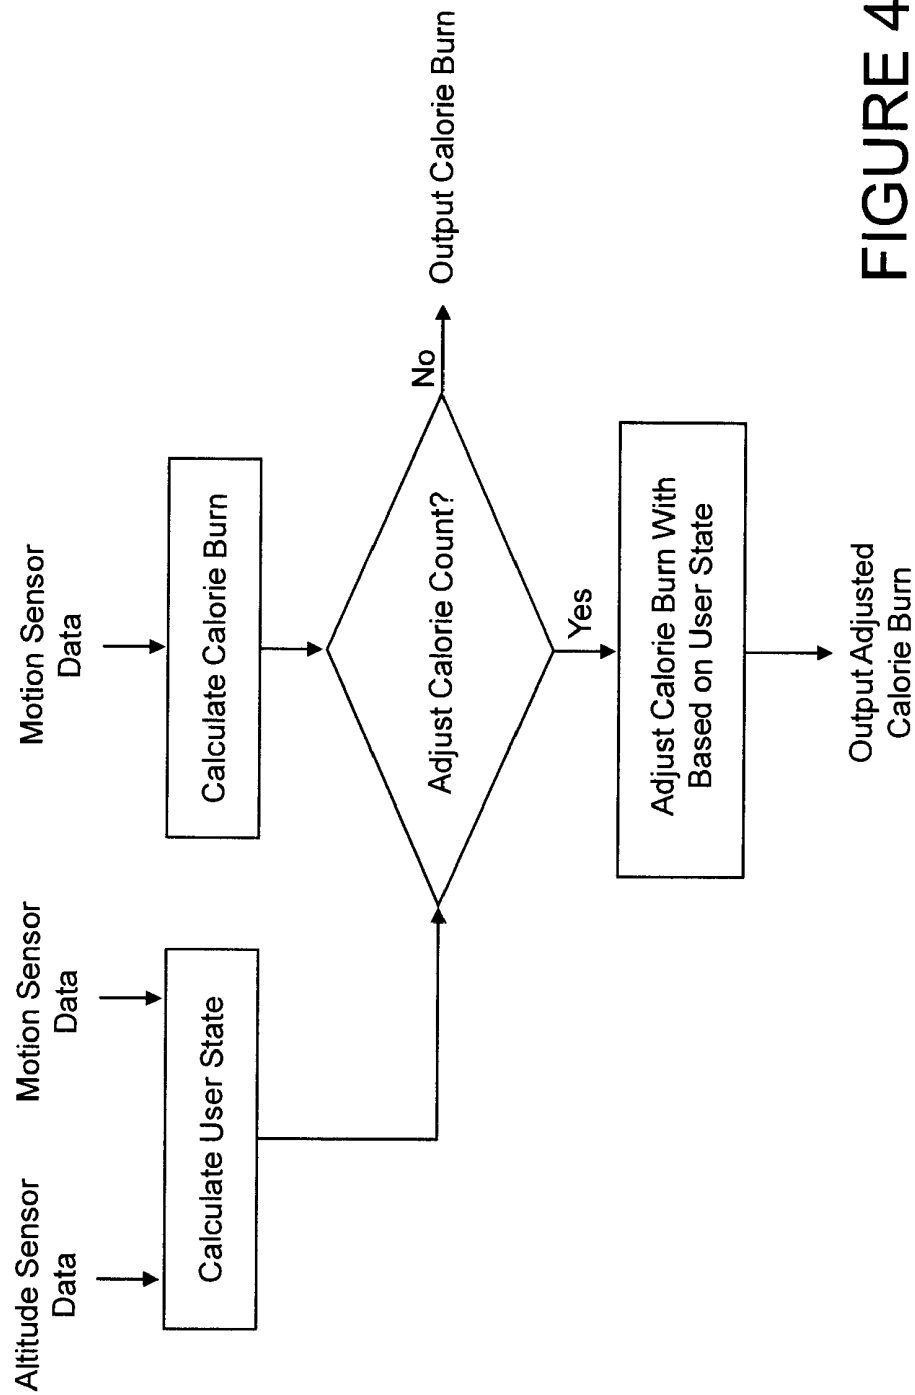 Altitude Sensor
Data
Motion Sensor
Data
Motion Sensor
Data
Calculate User State
Calculate Calorie Burn
Adjust Calorie Count?
No
Output Calorie Burn
Yes
Adjust Calorie Burn With
Based on User State
Output Adjusted
Calorie Burn
FIGURE 4